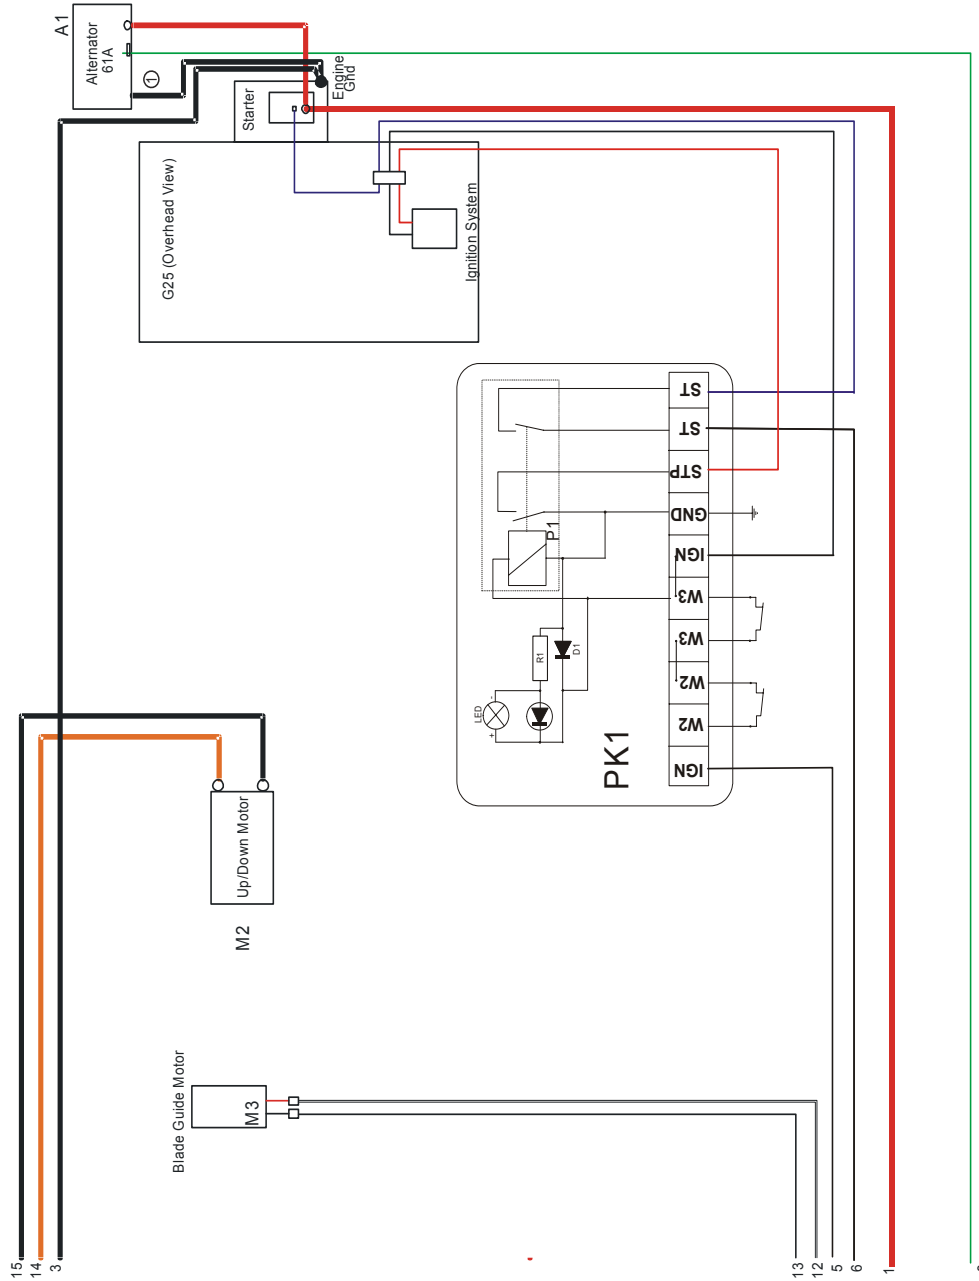 A1
Alternator
61A
1
Engine
Gnd
Starter
G25 (Overhead View)
Ignition System
ST
ST
STP
GND
IGN
W3
W3
W2
W2
IGN
P1
R1
D1
LED
-
+
PK1
Up/Down Motor
M2
Blade Guide Motor
M3
15
14
3
13
12
5
6
1